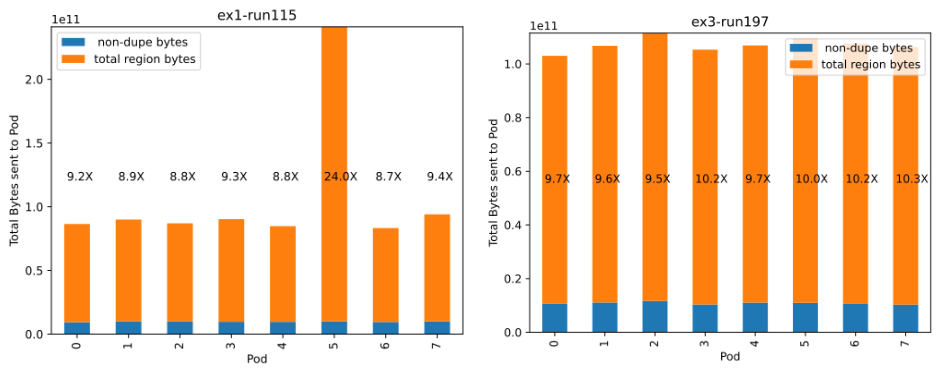 ex1-run115
1e11
non-dupe bytes
total region bytes
Total Bytes sent to Pod
2.0
1.5
1.0
0.5
0.0
9.2X 8.9X 8.8X 9.3X 8.8X 24.0X 8.7X 9.4X
0 1 2 3 4 5 6 7
Pod
ex3-run197
1e11
non-dupe bytes
total region bytes
Total Bytes sent to Pod
1.0
0.8
0.6
0.4
0.2
0.0
9.7X 9.6X 9.5X 10.2X 9.7X 10.0X 10.2X 10.3X
0 1 2 3 4 5 6 7
Pod